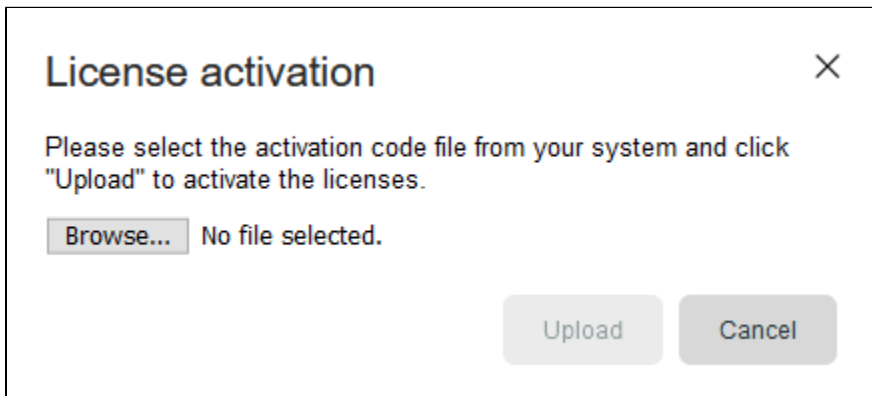 License activation
Please select the activation code file from your system and click
"Upload" to activate the licenses.
Browse... No file selected.
Upload Cancel